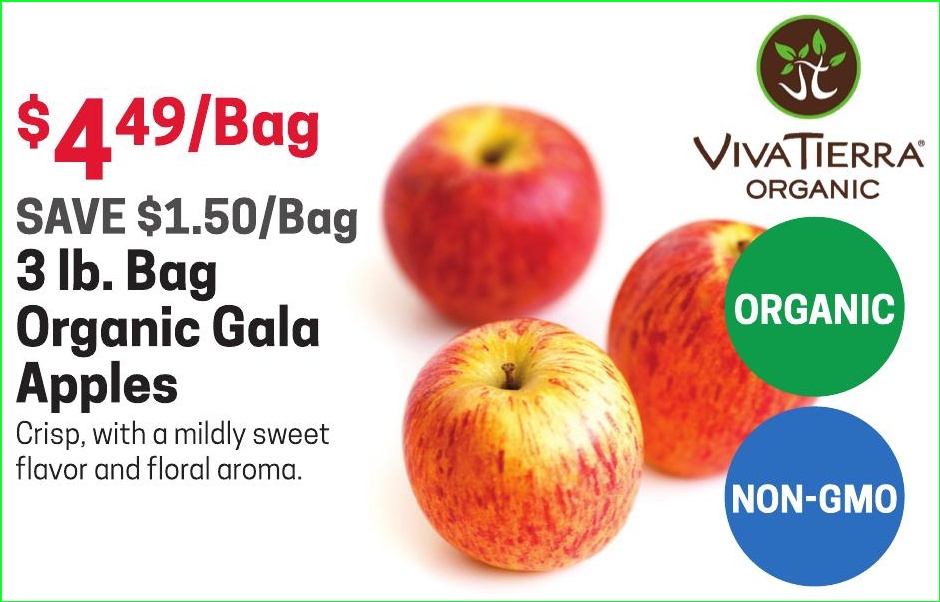 $4.49/Bag
SAVE $1.50/Bag
3 lb. Bag
Organic Gala
Apples
Crisp, with a mildly sweet
flavor and floral aroma.
VIVATIERRA®
ORGANIC
ORGANIC
NON-GMO